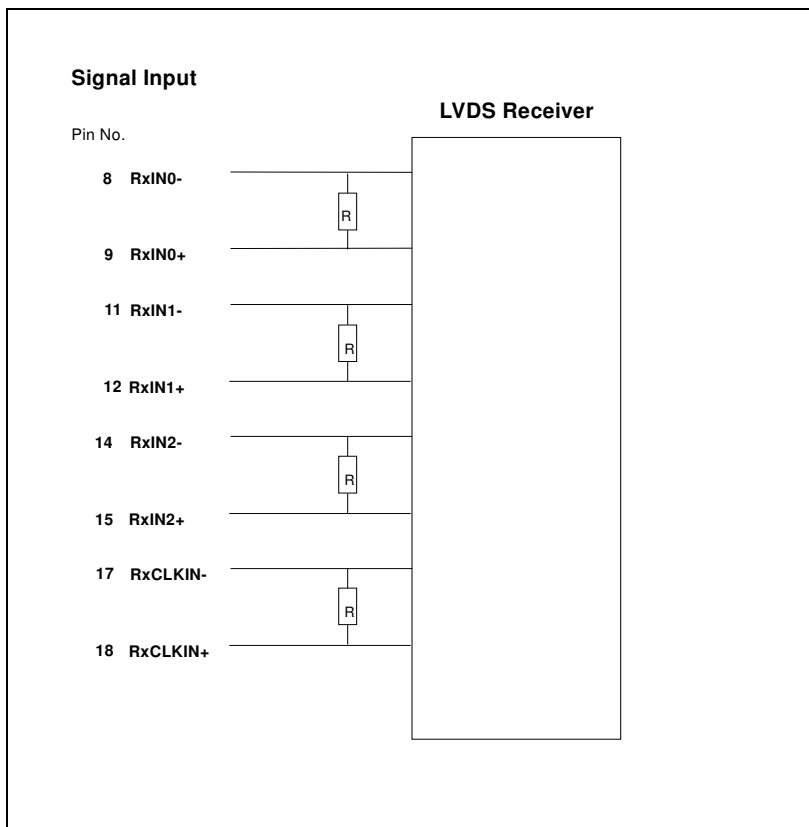 Signal Input
LVDS Receiver
Pin No.
8 RxIN0-
R
9 RxIN0+
11 RxIN1-
R
12 RxIN1+
14 RxIN2-
R
15 RxIN2+
17 RxCLKIN-
R
18 RxCLKIN+